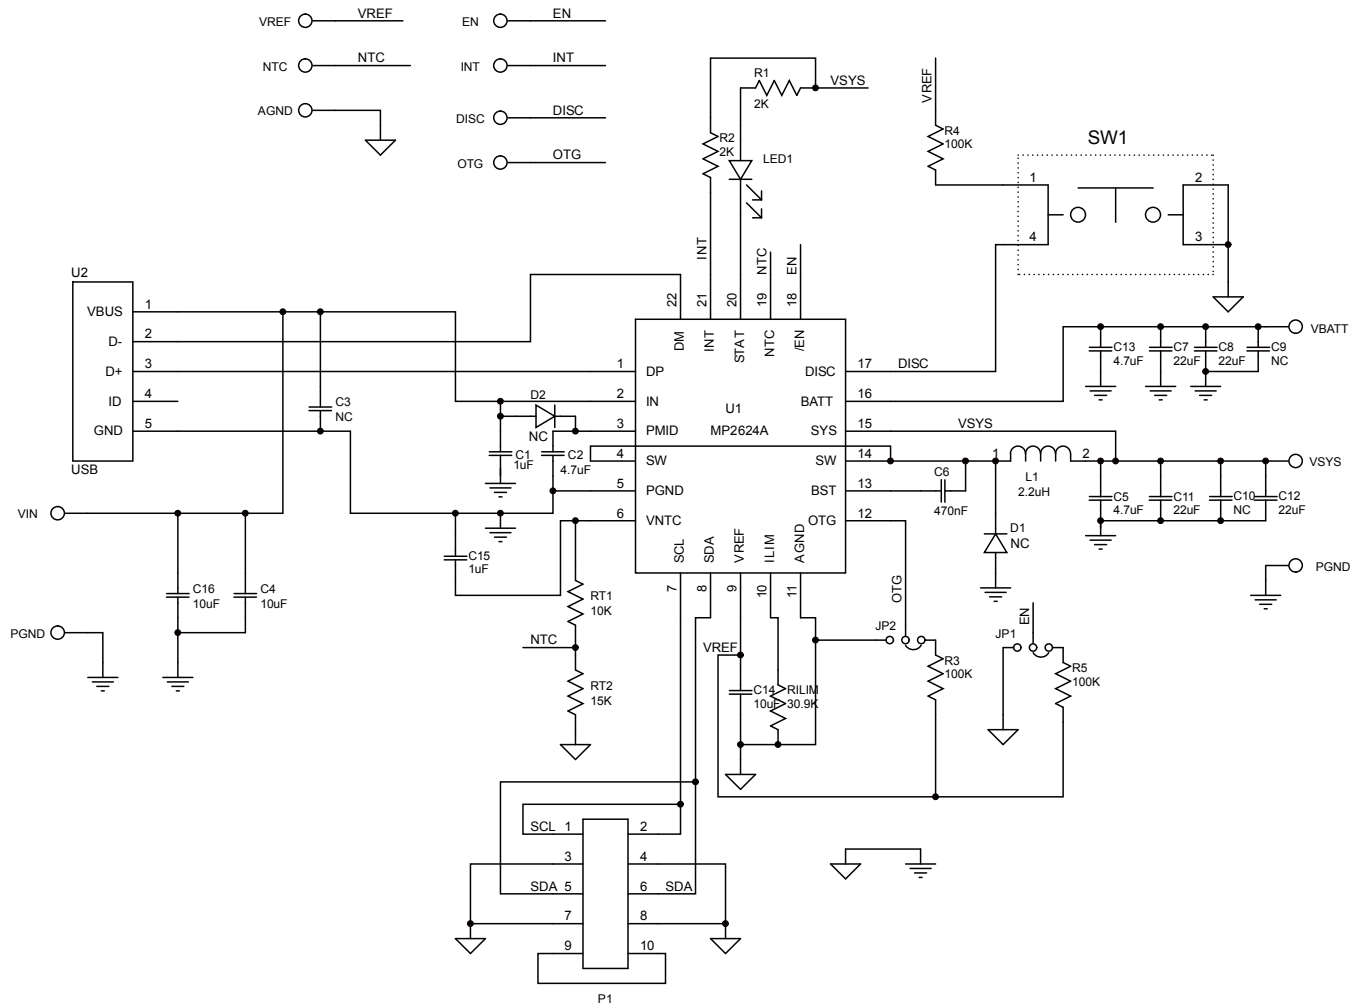 VREF VREF EN EN
NTC NTC INT INT
AGND DISC DISC
OTG OTG
R1
2K
VSYS
R2
2K
LED1
VREF
R4
100K
SW1
1 2
4 3
INT NTC EN
22 21 20 19 18
DM INT STAT NTC /EN
U2
VBUS 1
D- 2
D+ 3
ID 4
GND 5
USB
C3
NC
D2
NC
C1
1uF
C2
4.7uF
1 DP
2 IN
3 PMID
4 SW
5 PGND
6 VNTC
U1
MP2624A
DISC 17 DISC
BATT 16
SYS 15 VSYS
SW 14
BST 13
OTG 12
C13
4.7uF
C7
22uF
C8
22uF
C9
NC
VBATT
C6
470nF
1 2
L1
2.2uH
D1
NC
VSYS
C5
4.7uF
C11
22uF
C10
NC
C12
22uF
PGND
VIN
C16
10uF
C4
10uF
PGND
C15
1uF
SCL SDA VREF ILIM AGND
7 8 9 10 11
RT1
10K
NTC
RT2
15K
VREF
C14
10uF
RILIM
30.9K
OTG
JP2
R3
100K
EN
JP1
R5
100K
SCL 1 2
3 4
SDA 5 6 SDA
7 8
9 10
P1